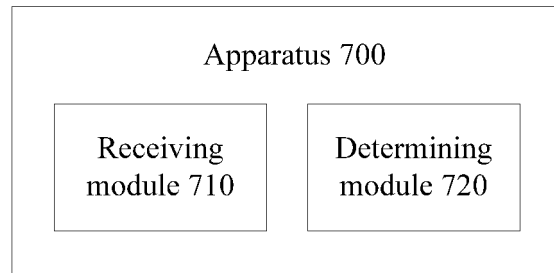 Apparatus 700
Receiving
module 710
Determining
module 720